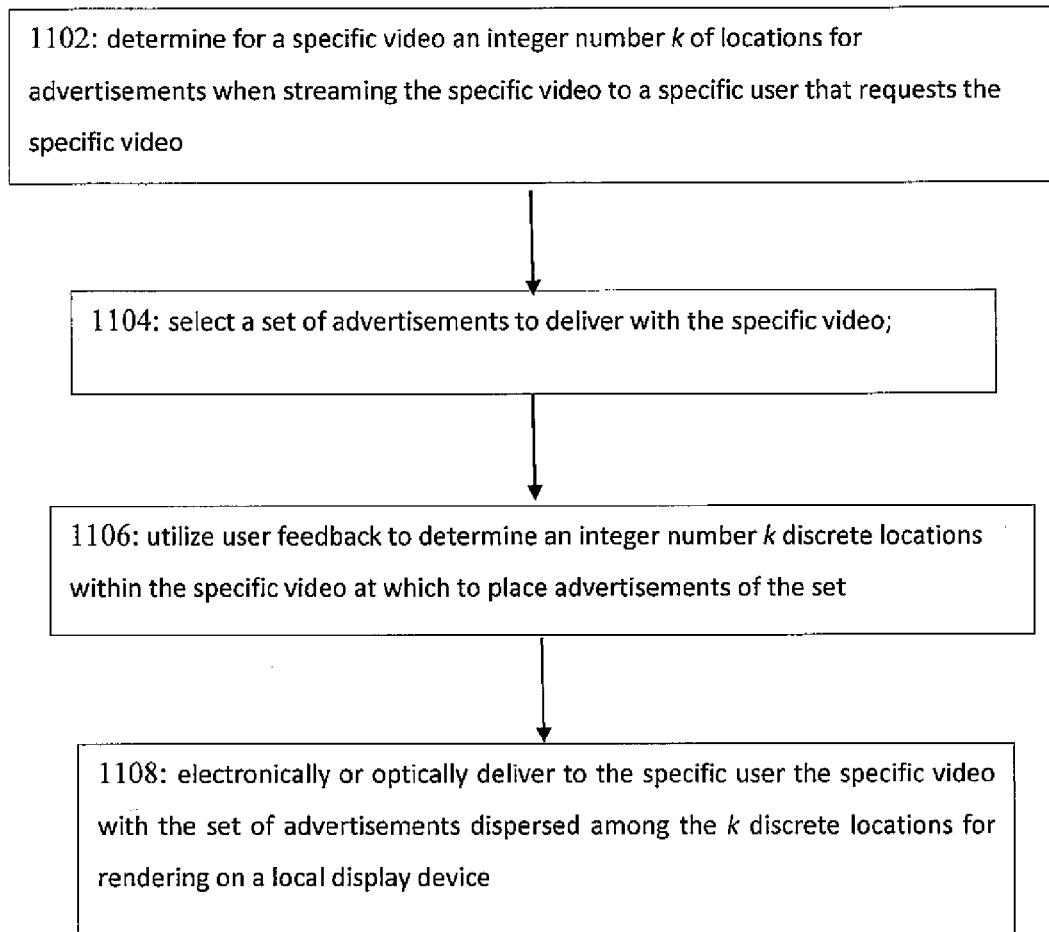 1102: determine for a specific video an integer number k of locations for
advertisements when streaming the specific video to a specific user that requests the
specific video
1104: select a set of advertisements to deliver with the specific video;
1106: utilize user feedback to determine an integer number k discrete locations
within the specific video at which to place advertisements of the set
1108: electronically or optically deliver to the specific user the specific video
with the set of advertisements dispersed among the k discrete locations for
rendering on a local display device